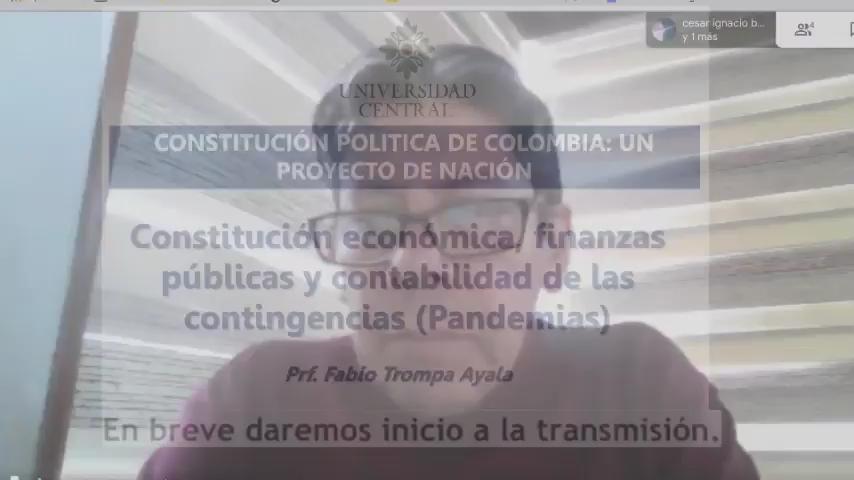 cesar ignacio b...
y 1 más
4
UNIVERSIDAD
CENTRAL
CONSTITUCIÓN POLITICA DE COLOMBIA: UN
PROYECTO DE NACIÓN
Constitución económica, finanzas
públicas y contabilidad de las
contingencias (Pandemias)
Prf. Fabio Trompa Ayala
En breve daremos inicio a la transmisión.